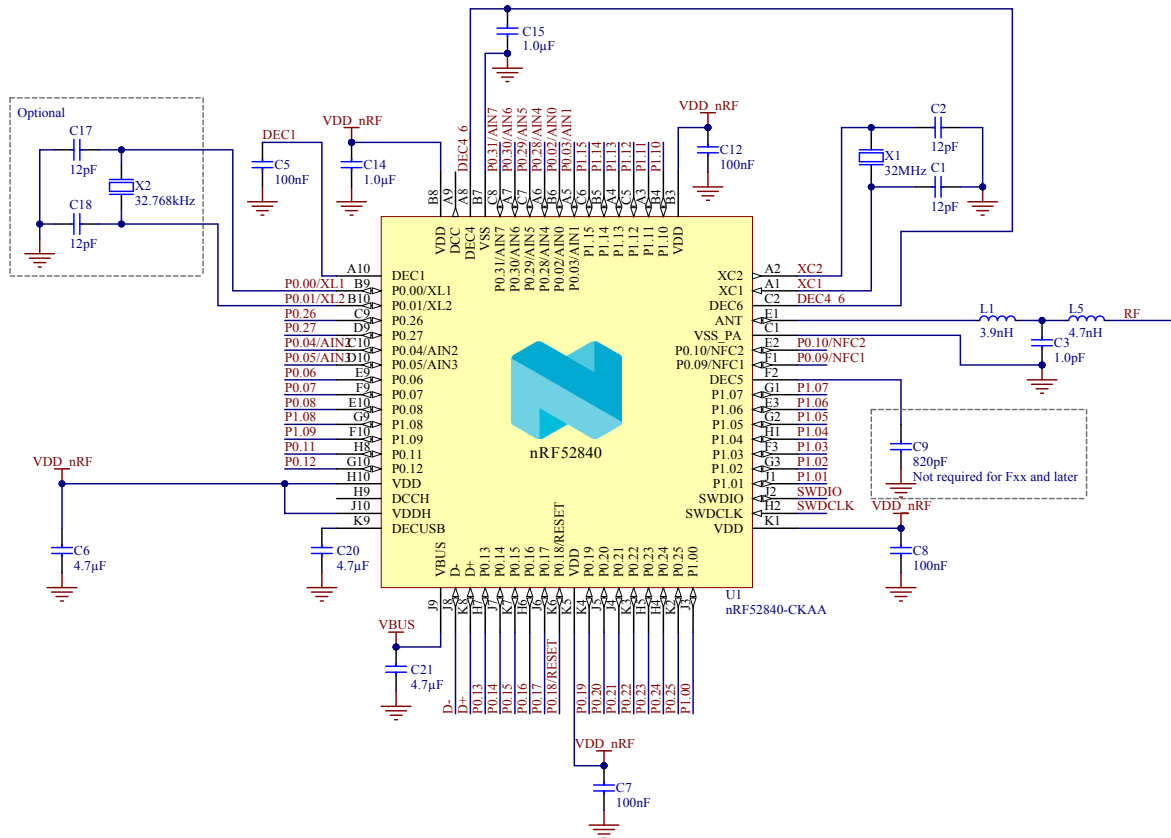 C15
1.0µF
Optional
C17
12pF
X2
32.768kHz
C18
12pF
DEC1
C5
100nF
VDD_nRF
C14
1.0µF
DEC4_6
P0.31/AIN7
P0.30/AIN6
P0.29/AIN5
P0.28/AIN4
P0.02/AIN0
P0.03/AIN1
P1.15
P1.14
P1.13
P1.12
P1.11
P1.10
VDD_nRF
C12
100nF
C2
12pF
X1
32MHz
C1
12pF
B8
A9
A8
B7
C8
A7
C7
A6
B6
A5
C6
B5
A4
C5
A3
B4
B3
VDD
DCC
DEC4
VSS
P0.31/AIN7
P0.30/AIN6
P0.29/AIN5
P0.28/AIN4
P0.02/AIN0
P0.03/AIN1
P1.15
P1.14
P1.13
P1.12
P1.11
P1.10
VDD
A10 DEC1
P0.00/XL1 B9 P0.00/XL1
P0.01/XL2 B10 P0.01/XL2
P0.26 C9 P0.26
P0.27 D9 P0.27
P0.04/AIN2 C10 P0.04/AIN2
P0.05/AIN3 D10 P0.05/AIN3
P0.06 E9 P0.06
P0.07 F9 P0.07
P0.08 E10 P0.08
P1.08 G9 P1.08
P1.09 F10 P1.09
P0.11 H8 P0.11
P0.12 G10 P0.12
H10 VDD
H9 DCCH
J10 VDDH
K9 DECUSB
XC2 A2 XC2
XC1 A1 XC1
DEC6 C2 DEC4_6
ANT E1
VSS_PA C1
P0.10/NFC2 E2 P0.10/NFC2
P0.09/NFC1 F1 P0.09/NFC1
DEC5 F2
P1.07 G1 P1.07
P1.06 E3 P1.06
P1.05 G2 P1.05
P1.04 H1 P1.04
P1.03 F3 P1.03
P1.02 G3 P1.02
P1.01 J1 P1.01
SWDIO J2 SWDIO
SWDCLK H2 SWDCLK
VDD K1
L1
3.9nH
L5
4.7nH
RF
C3
1.0pF
nRF52840
C9
820pF
Not required for Fxx and later
VDD_nRF
C8
100nF
VDD_nRF
C6
4.7µF
C20
4.7µF
VBUS
D-
D+
P0.13
P0.14
P0.15
P0.16
P0.17
P0.18/RESET
VDD
P0.19
P0.20
P0.21
P0.22
P0.23
P0.24
P0.25
P1.00
U1
nRF52840-CKAA
J9
J8
K8
H7
J7
K7
H6
J6
K6
K5
K4
J5
J4
K3
H5
H4
K2
J3
VBUS
C21
4.7µF
D-
D+
P0.13
P0.14
P0.15
P0.16
P0.17
P0.18/RESET
P0.19
P0.20
P0.21
P0.22
P0.23
P0.24
P0.25
P1.00
VDD_nRF
C7
100nF